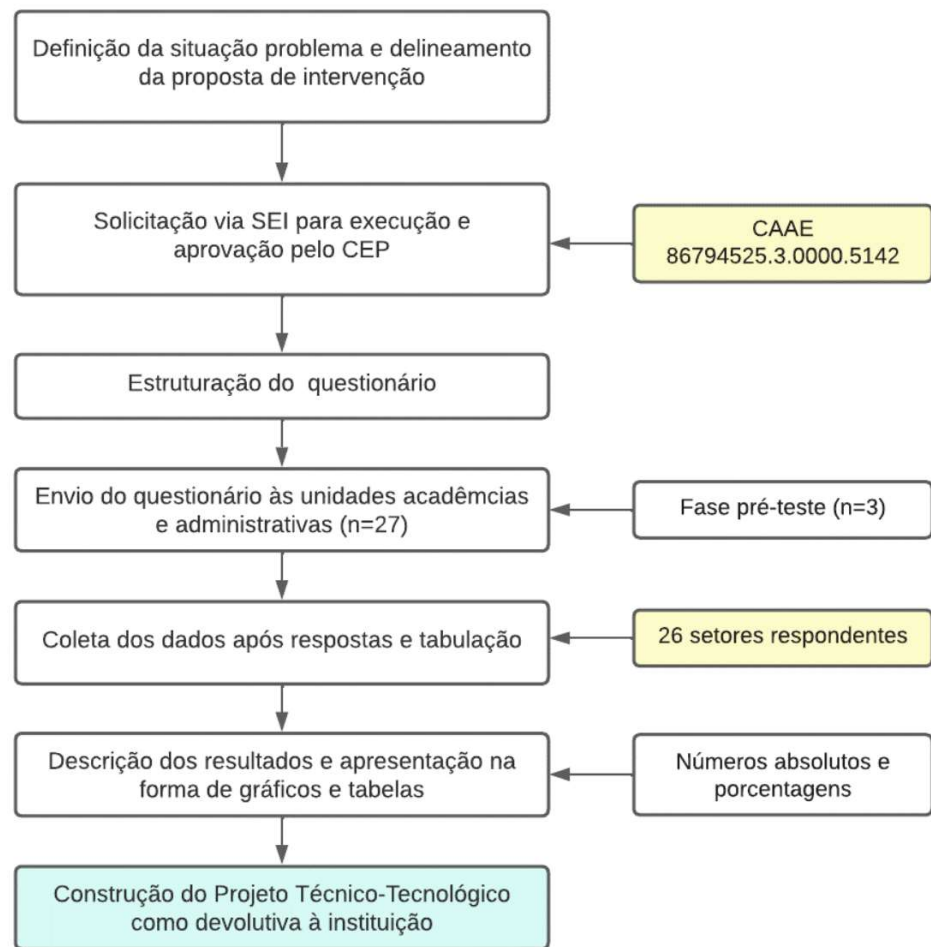 Definição da situação problema e delineamento
da proposta de intervenção
Solicitação via SEI para execução e
aprovação pelo CEP
CAAE
86794525.3.0000.5142
Estruturação do questionário
Envio do questionário às unidades acadêmcias
e administrativas (n=27)
Fase pré-teste (n=3)
Coleta dos dados após respostas e tabulação
26 setores respondentes
Descrição dos resultados e apresentação na
forma de gráficos e tabelas
Números absolutos e
porcentagens
Construção do Projeto Técnico-Tecnológico
como devolutiva à instituição